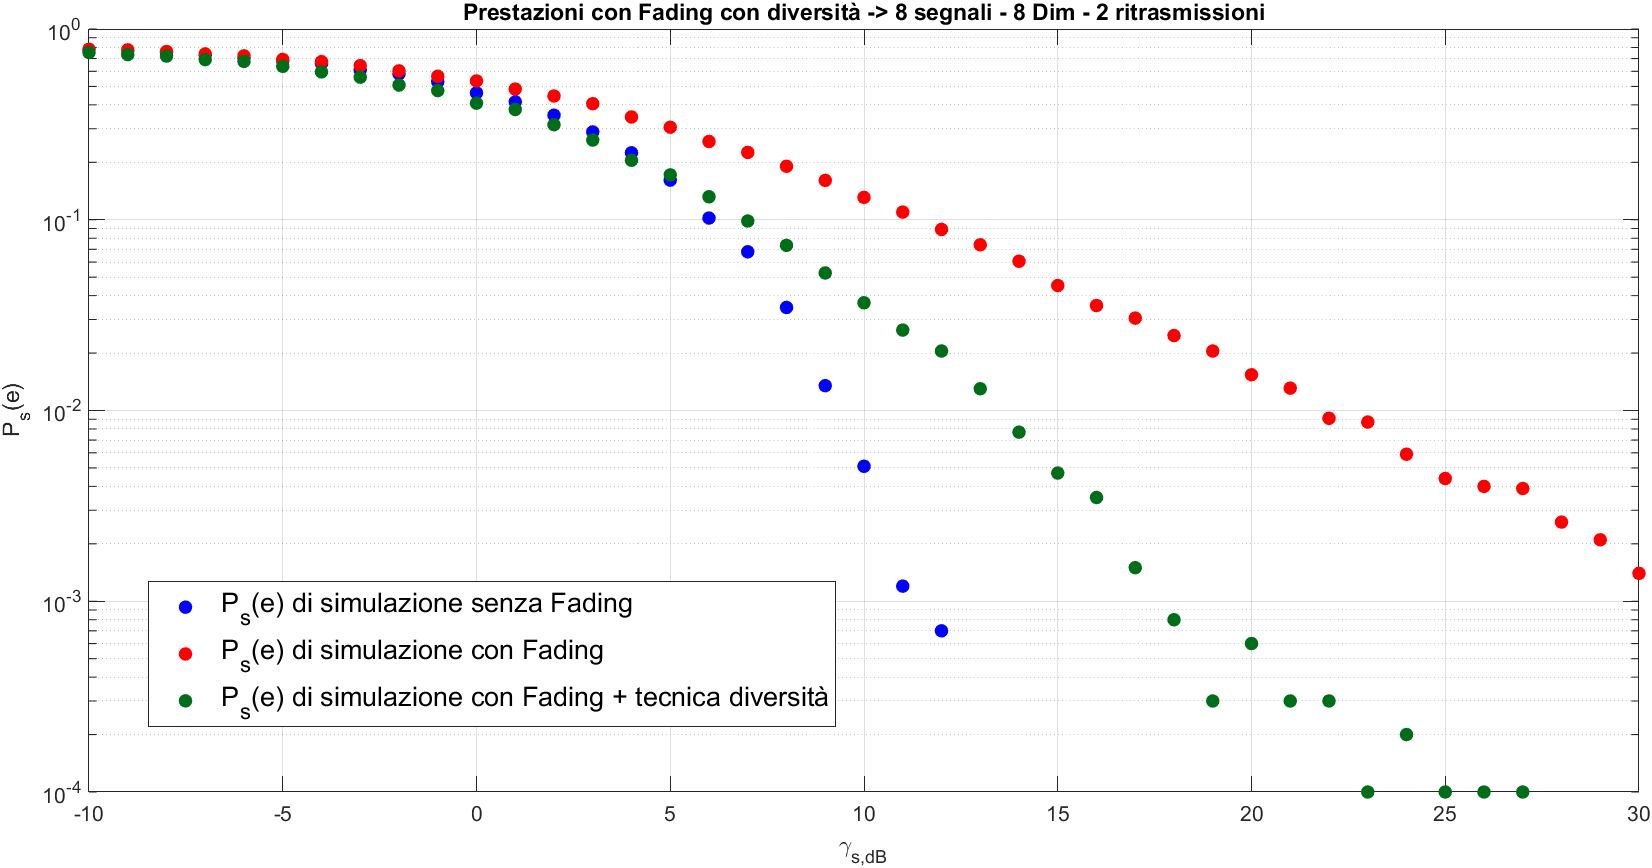 Prestazioni con Fading con diversità -> 8 segnali - 8 Dim - 2 ritrasmissioni
10^0
10^-1
10^-2
10^-3
10^-4
P_s(e)
P_s(e) di simulazione senza Fading
P_s(e) di simulazione con Fading
P_s(e) di simulazione con Fading + tecnica diversità
-10 -5 0 5 10 15 20 25 30
γ_s,dB